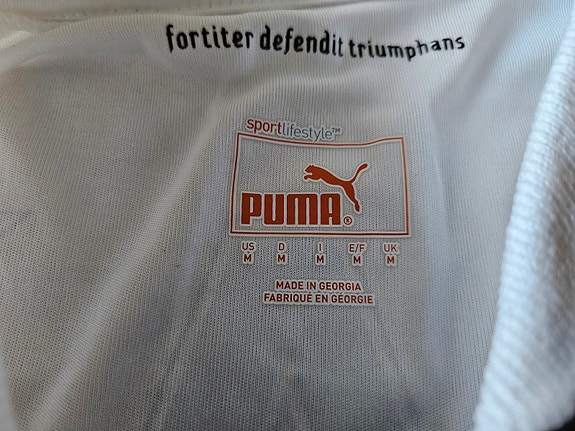 fortiter defendit triumphans
sportlifestyle™
PUMA®
US D I E/F UK
M M M M M
MADE IN GEORGIA
FABRIQUÉ EN GÉORGIE